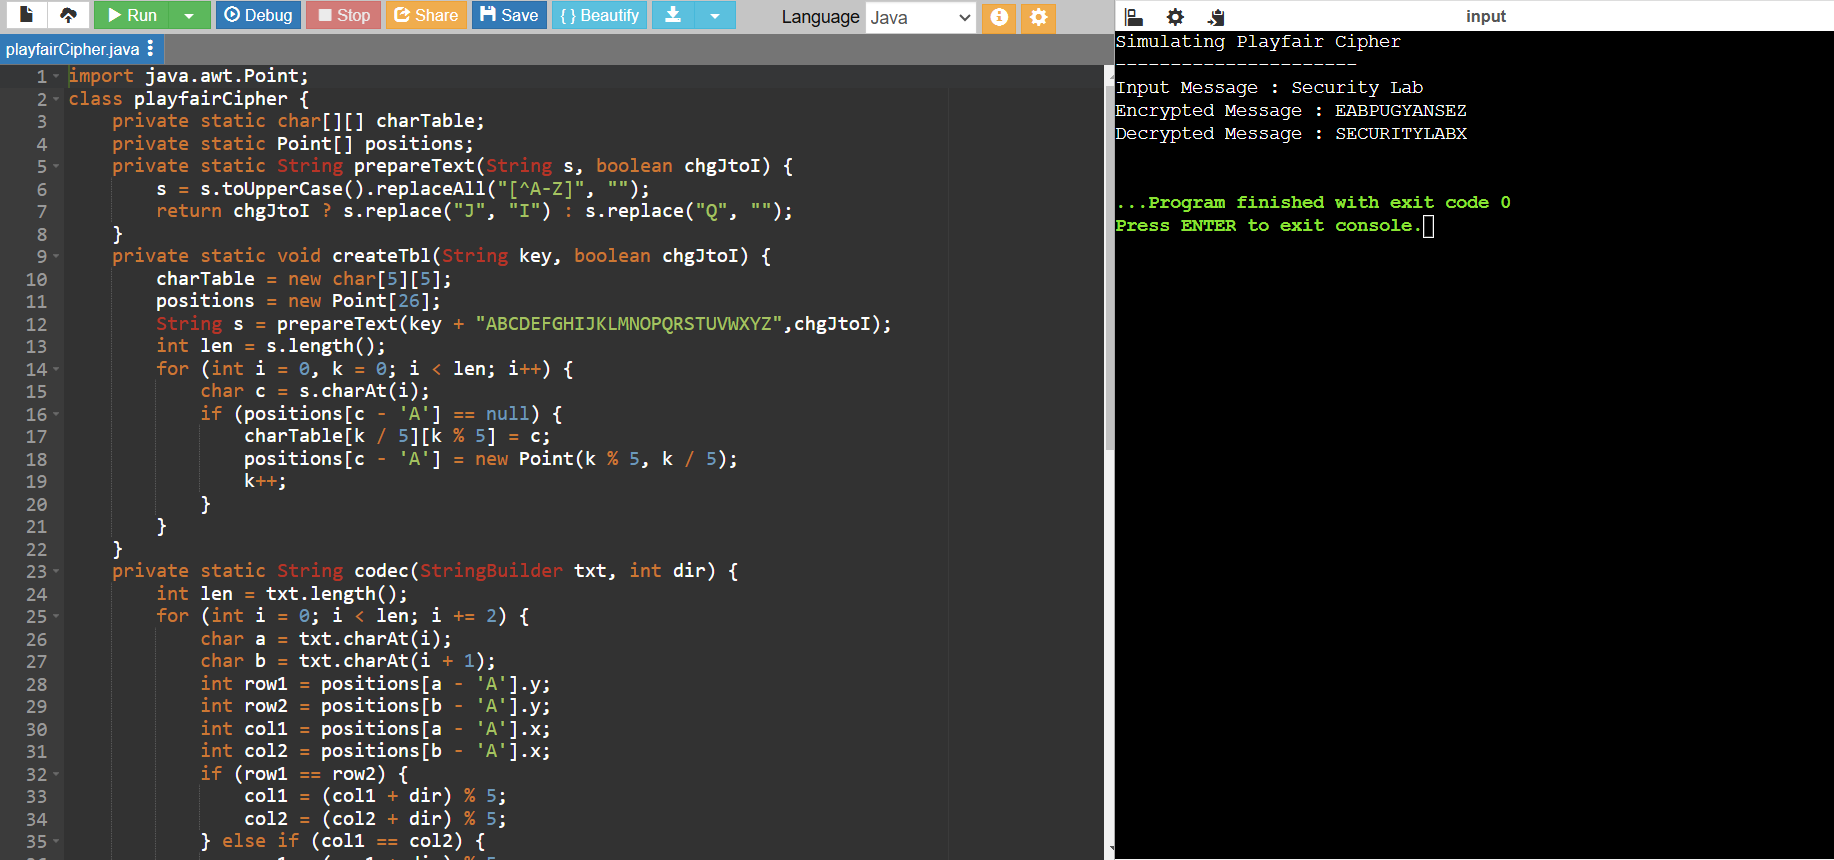 Run Debug Stop Share Save { } Beautify Language Java
playfairCipher.java
1 import java.awt.Point;
2 class playfairCipher {
3 private static char[][] charTable;
4 private static Point[] positions;
5 private static String prepareText(String s, boolean chgJtoI) {
6 s = s.toUpperCase().replaceAll("[^A-Z]", "");
7 return chgJtoI ? s.replace("J", "I") : s.replace("Q", "");
8 }
9 private static void createTbl(String key, boolean chgJtoI) {
10 charTable = new char[5][5];
11 positions = new Point[26];
12 String s = prepareText(key + "ABCDEFGHIJKLMNOPQRSTUVWXYZ",chgJtoI);
13 int len = s.length();
14 for (int i = 0, k = 0; i < len; i++) {
15 char c = s.charAt(i);
16 if (positions[c - 'A'] == null) {
17 charTable[k / 5][k % 5] = c;
18 positions[c - 'A'] = new Point(k % 5, k / 5);
19 k++;
20 }
21 }
22 }
23 private static String codec(StringBuilder txt, int dir) {
24 int len = txt.length();
25 for (int i = 0; i < len; i += 2) {
26 char a = txt.charAt(i);
27 char b = txt.charAt(i + 1);
28 int row1 = positions[a - 'A'].y;
29 int row2 = positions[b - 'A'].y;
30 int col1 = positions[a - 'A'].x;
31 int col2 = positions[b - 'A'].x;
32 if (row1 == row2) {
33 col1 = (col1 + dir) % 5;
34 col2 = (col2 + dir) % 5;
35 } else if (col1 == col2) {
input
Simulating Playfair Cipher
----------------------
Input Message : Security Lab
Encrypted Message : EABPUGYANSEZ
Decrypted Message : SECURITYLABX
...Program finished with exit code 0
Press ENTER to exit console.